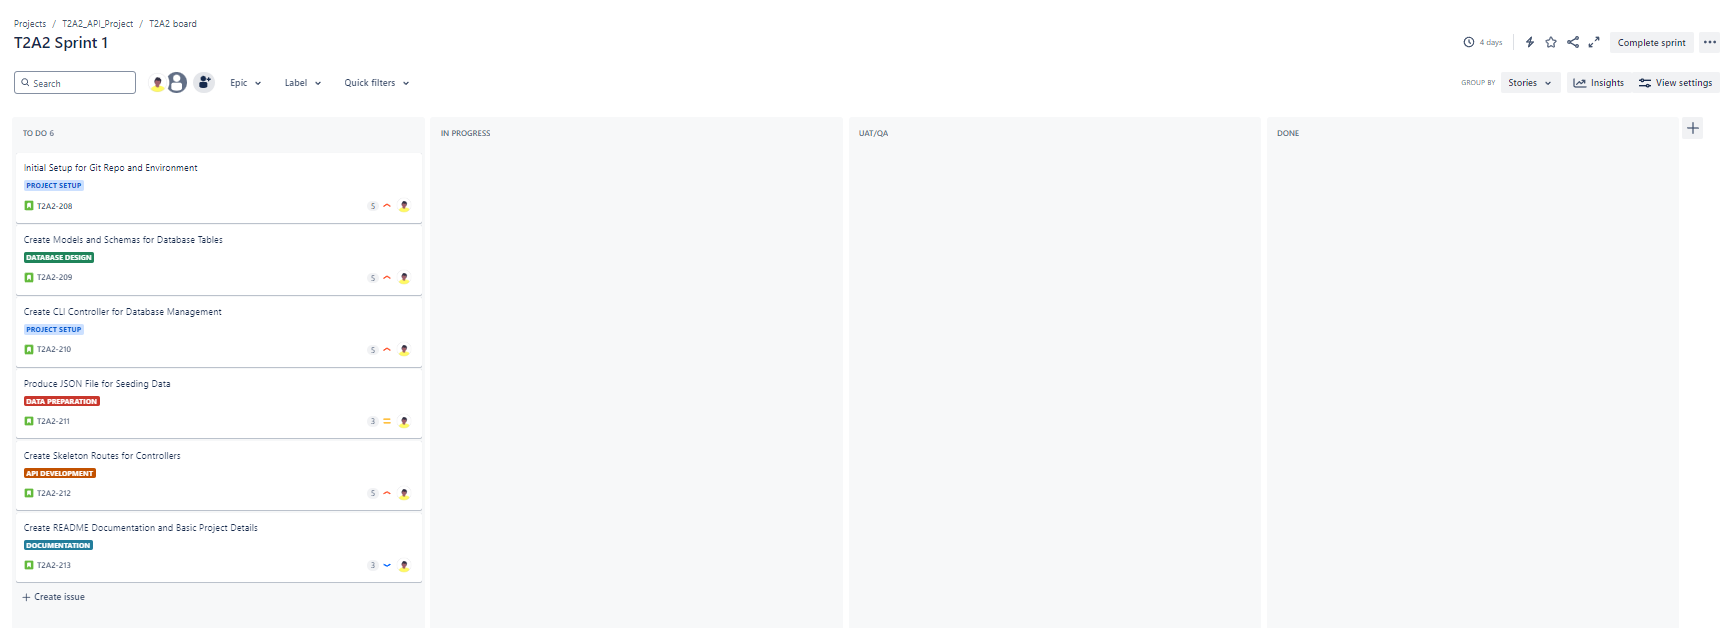 Projects / T2A2_API_Project / T2A2 board
T2A2 Sprint 1
4 days
Complete sprint
Search
Epic
Label
Quick filters
GROUP BY
Stories
Insights
View settings
TO DO 6
IN PROGRESS
UAT/QA
DONE
Initial Setup for Git Repo and Environment
PROJECT SETUP
T2A2-208
5
Create Models and Schemas for Database Tables
DATABASE DESIGN
T2A2-209
5
Create CLI Controller for Database Management
PROJECT SETUP
T2A2-210
5
Produce JSON File for Seeding Data
DATA PREPARATION
T2A2-211
3
Create Skeleton Routes for Controllers
API DEVELOPMENT
T2A2-212
5
Create README Documentation and Basic Project Details
DOCUMENTATION
T2A2-213
3
Create issue